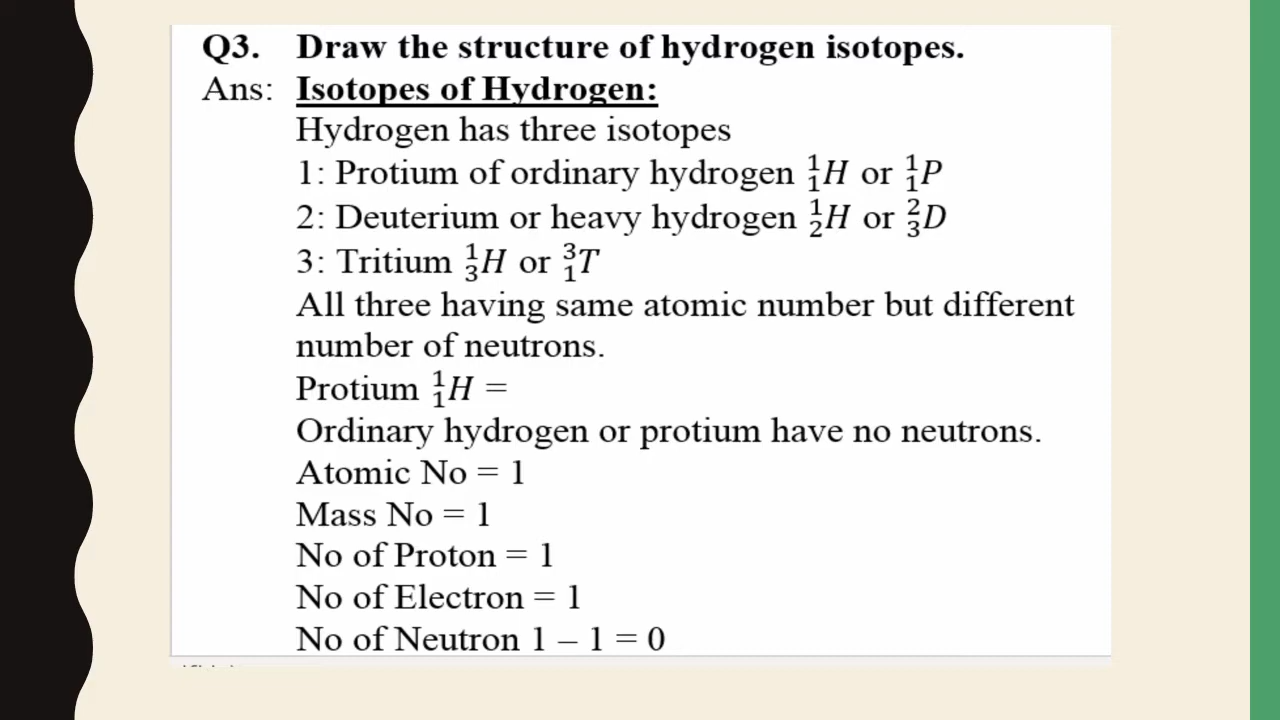 Q3. Draw the structure of hydrogen isotopes.
Ans: Isotopes of Hydrogen:
Hydrogen has three isotopes
1: Protium of ordinary hydrogen ¹₁H or ¹₁P
2: Deuterium or heavy hydrogen ¹₂H or ²₃D
3: Tritium ¹₃H or ³₁T
All three having same atomic number but different
number of neutrons.
Protium ¹₁H =
Ordinary hydrogen or protium have no neutrons.
Atomic No = 1
Mass No = 1
No of Proton = 1
No of Electron = 1
No of Neutron 1 – 1 = 0